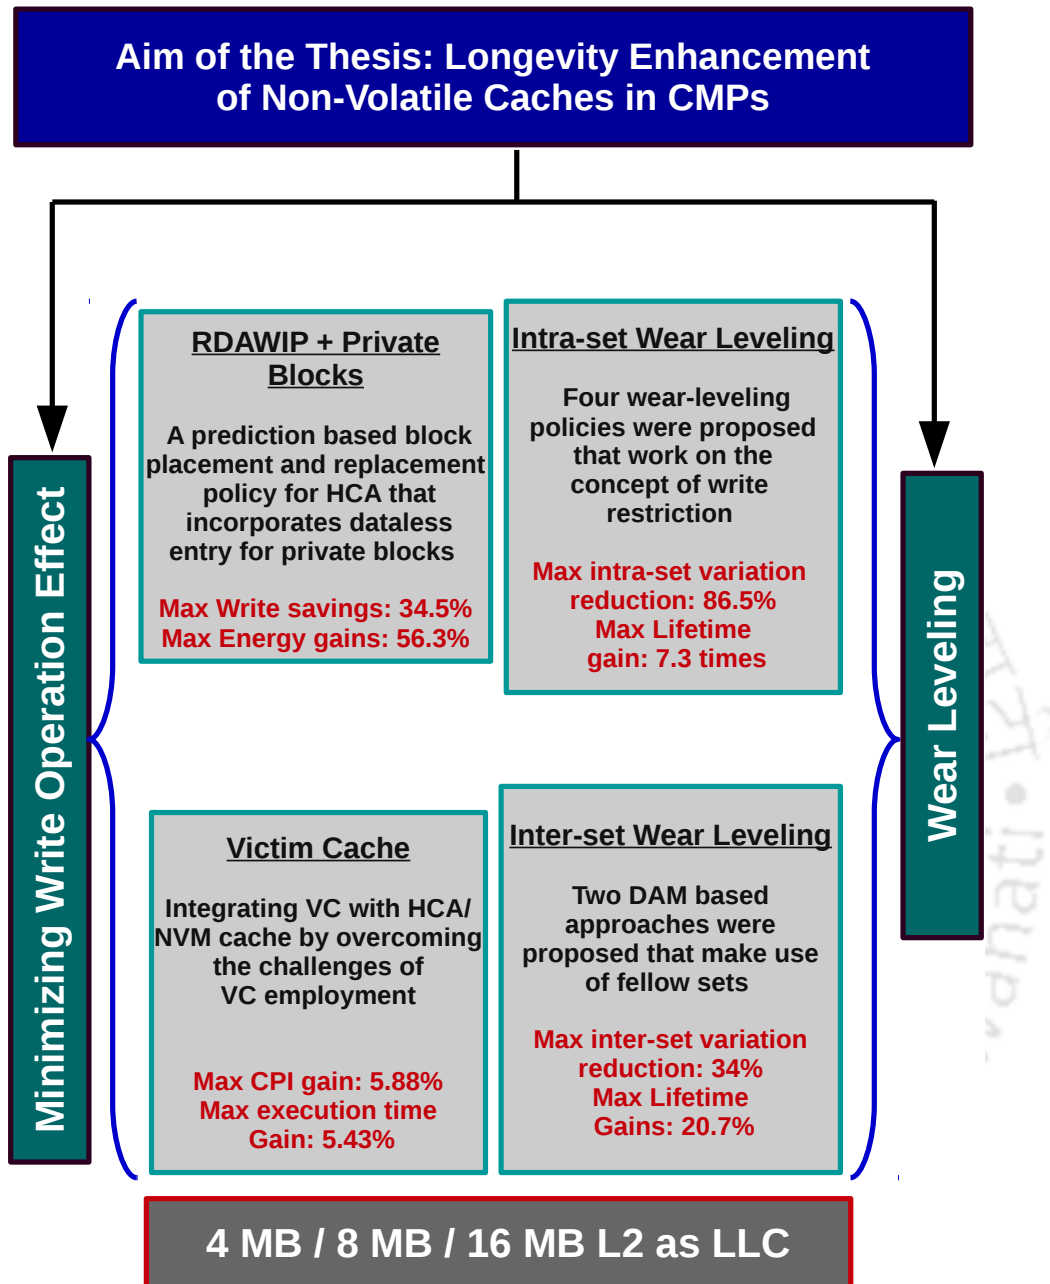 Aim of the Thesis: Longevity Enhancement
of Non-Volatile Caches in CMPs
Minimizing Write Operation Effect
RDAWIP + Private
Blocks
A prediction based block
placement and replacement
policy for HCA that
incorporates dataless
entry for private blocks
Max Write savings: 34.5%
Max Energy gains: 56.3%
Intra-set Wear Leveling
Four wear-leveling
policies were proposed
that work on the
concept of write
restriction
Max intra-set variation
reduction: 86.5%
Max Lifetime
gain: 7.3 times
Victim Cache
Integrating VC with HCA/
NVM cache by overcoming
the challenges of
VC employment
Max CPI gain: 5.88%
Max execution time
Gain: 5.43%
Inter-set Wear Leveling
Two DAM based
approaches were
proposed that make use
of fellow sets
Max inter-set variation
reduction: 34%
Max Lifetime
Gains: 20.7%
Wear Leveling
4 MB / 8 MB / 16 MB L2 as LLC